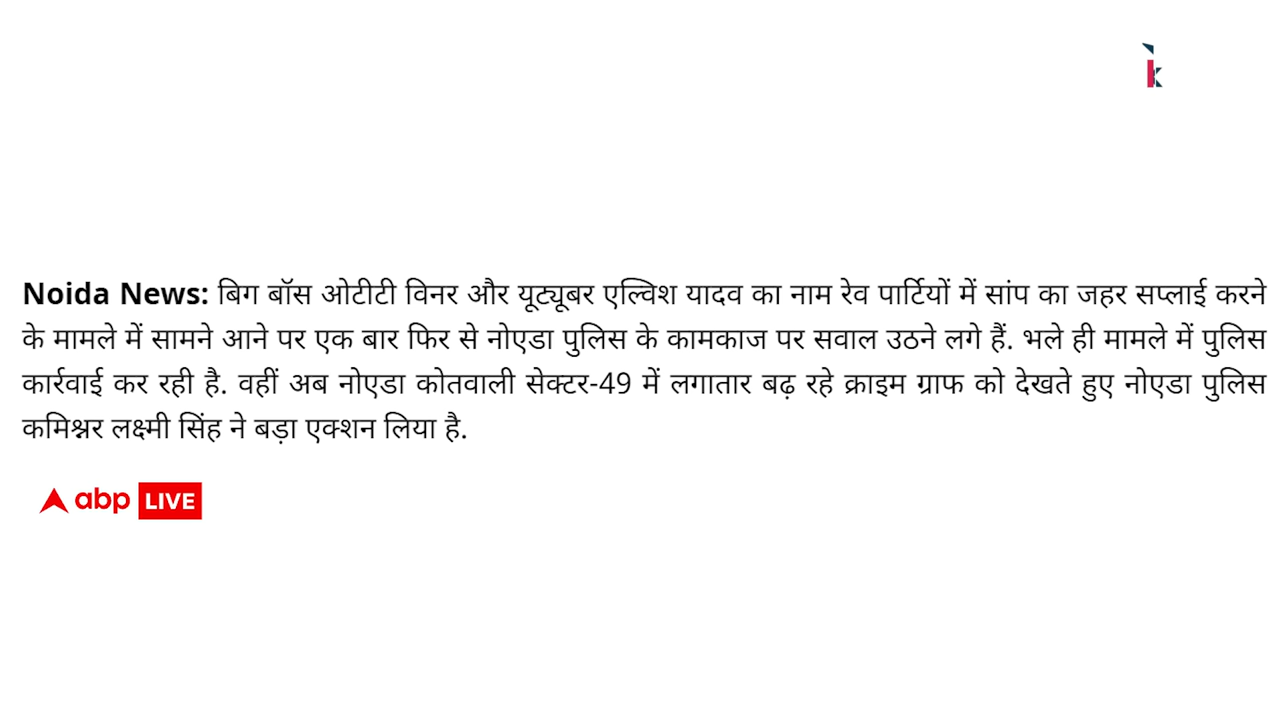 k
Noida News: बिग बॉस ओटीटी विनर और यूट्यूबर एल्विश यादव का नाम रेव पार्टियों में सांप का जहर सप्लाई करने
के मामले में सामने आने पर एक बार फिर से नोएडा पुलिस के कामकाज पर सवाल उठने लगे हैं. भले ही मामले में पुलिस
कार्रवाई कर रही है. वहीं अब नोएडा कोतवाली सेक्टर-49 में लगातार बढ़ रहे क्राइम ग्राफ को देखते हुए नोएडा पुलिस
कमिश्नर लक्ष्मी सिंह ने बड़ा एक्शन लिया है.
abp LIVE